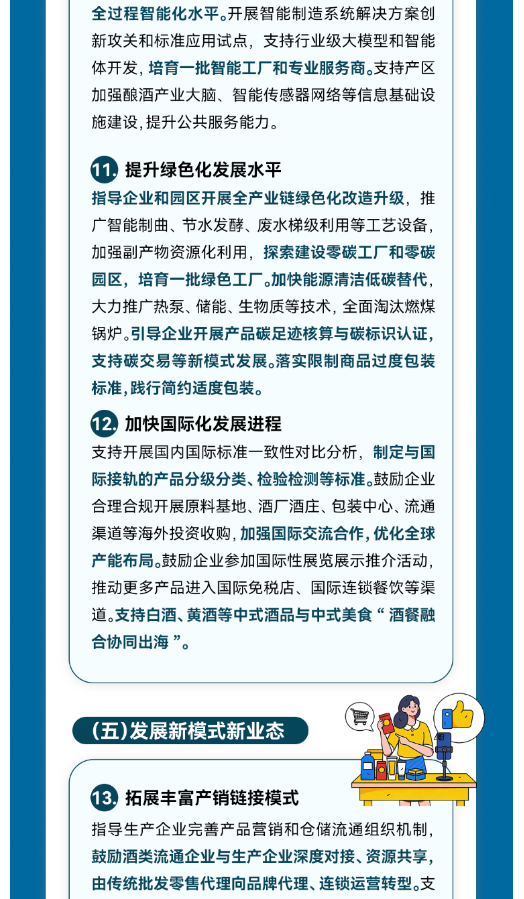 全过程智能化水平。开展智能制造系统解决方案创
新攻关和标准应用试点，支持行业级大模型和智能
体开发，培育一批智能工厂和专业服务商。支持产区
加强酿酒产业大脑、智能传感器网络等信息基础设
施建设，提升公共服务能力。
11. 提升绿色化发展水平
指导企业和园区开展全产业链绿色化改造升级，推
广智能制曲、节水发酵、废水梯级利用等工艺设备，
加强副产物资源化利用，探索建设零碳工厂和零碳
园区，培育一批绿色工厂。加快能源清洁低碳替代，
大力推广热泵、储能、生物质等技术，全面淘汰燃煤
锅炉。引导企业开展产品碳足迹核算与碳标识认证，
支持碳交易等新模式发展。落实限制商品过度包装
标准，践行简约适度包装。
12. 加快国际化发展进程
支持开展国内国际标准一致性对比分析，制定与国
际接轨的产品分级分类、检验检测等标准。鼓励企业
合理合规开展原料基地、酒厂酒庄、包装中心、流通
渠道等海外投资收购，加强国际交流合作，优化全球
产能布局。鼓励企业参加国际性展览展示推介活动，
推动更多产品进入国际免税店、国际连锁餐饮等渠
道。支持白酒、黄酒等中式酒品与中式美食“酒餐融
合协同出海”。
（五）发展新模式新业态
13. 拓展丰富产销链接模式
指导生产企业完善产品营销和仓储流通组织机制，
鼓励酒类流通企业与生产企业深度对接、资源共享，
由传统批发零售代理向品牌代理、连锁运营转型。支